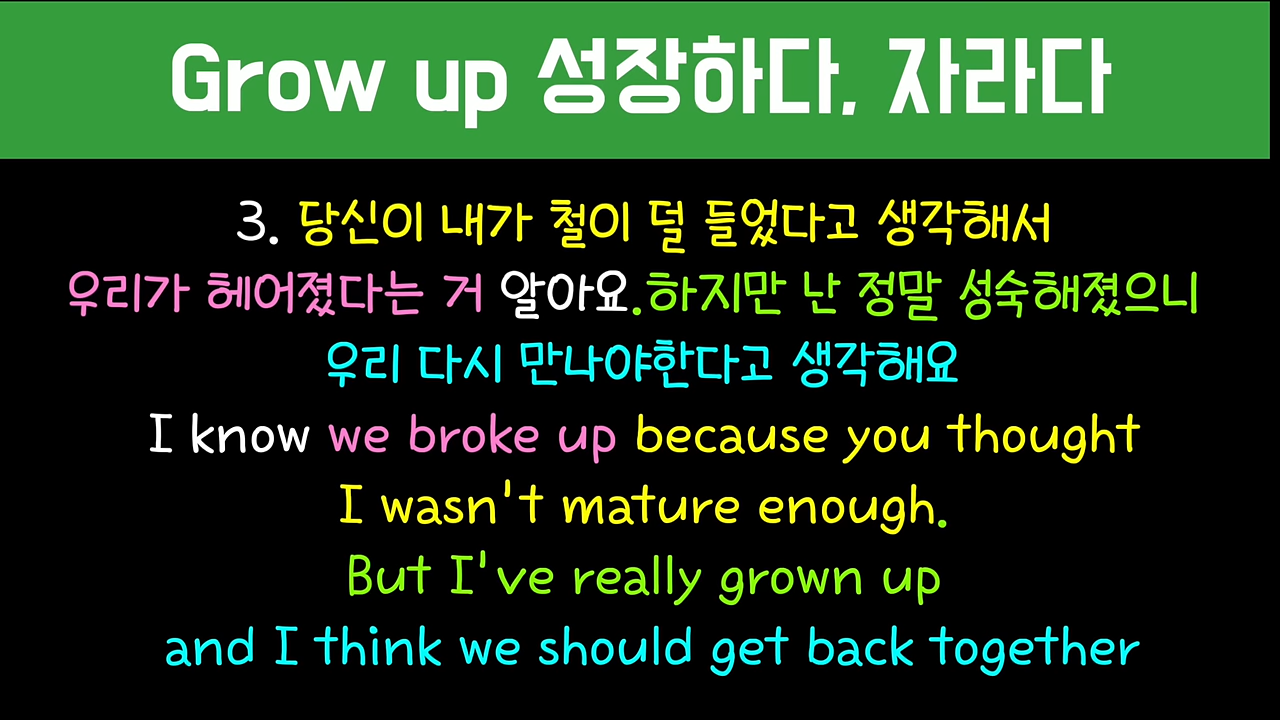 Grow up 성장하다, 자라다
3. 당신이 내가 철이 덜 들었다고 생각해서
우리가 헤어졌다는 거 알아요.하지만 난 정말 성숙해졌으니
우리 다시 만나야한다고 생각해요
I know we broke up because you thought
I wasn't mature enough.
But I've really grown up
and I think we should get back together